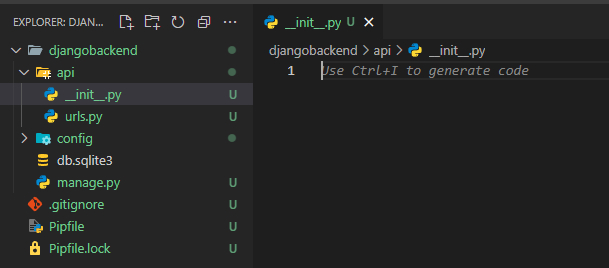 EXPLORER: DJAN... ...
djangobackend
api
__init__.py U
urls.py U
config
db.sqlite3
manage.py U
.gitignore U
Pipfile U
Pipfile.lock U
__init__.py U ×
djangobackend > api > __init__.py
1 Use Ctrl+I to generate code